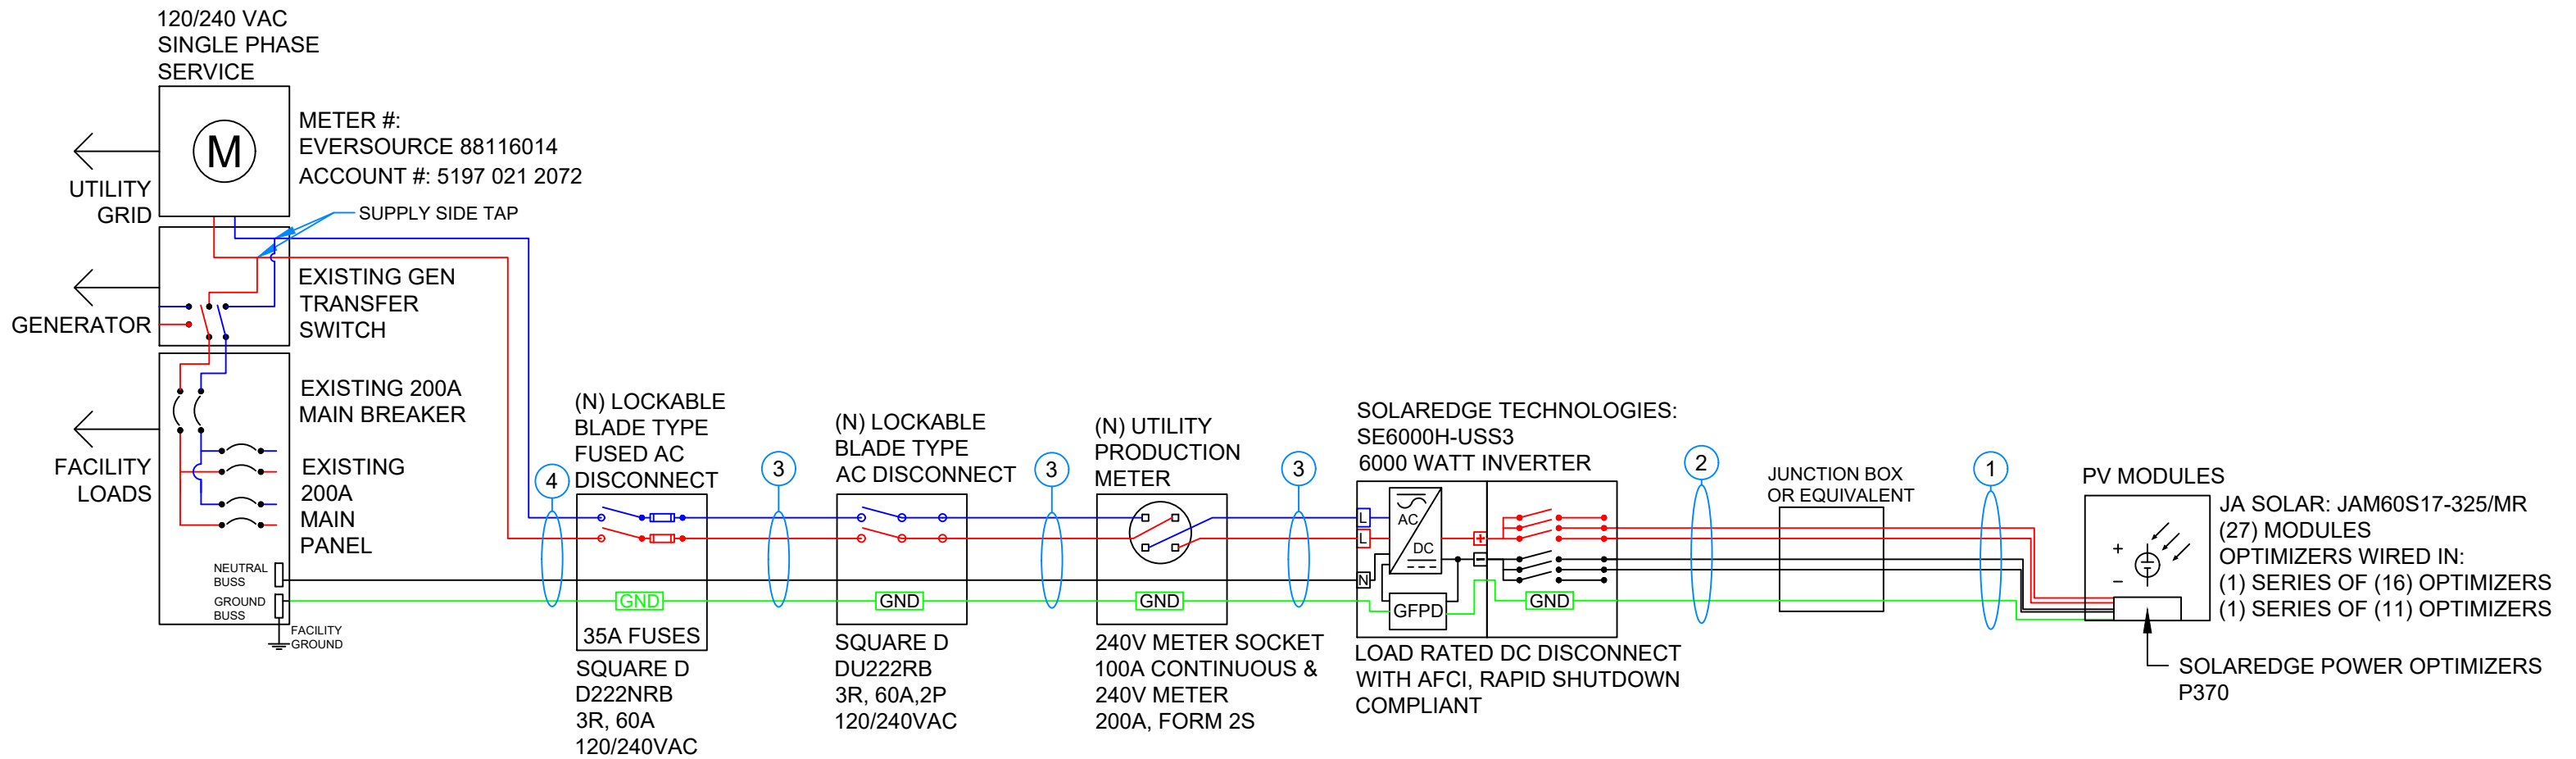 120/240 VAC
SINGLE PHASE
SERVICE
M
METER #:
EVERSOURCE 88116014
ACCOUNT #: 5197 021 2072
UTILITY
GRID
SUPPLY SIDE TAP
EXISTING GEN
TRANSFER
SWITCH
GENERATOR
EXISTING 200A
MAIN BREAKER
FACILITY
LOADS
EXISTING
200A
MAIN
PANEL
NEUTRAL
BUSS
GROUND
BUSS
FACILITY
GROUND
4
(N) LOCKABLE
BLADE TYPE
FUSED AC
DISCONNECT
GND
35A FUSES
SQUARE D
D222NRB
3R, 60A
120/240VAC
3
(N) LOCKABLE
BLADE TYPE
AC DISCONNECT
GND
SQUARE D
DU222RB
3R, 60A,2P
120/240VAC
3
(N) UTILITY
PRODUCTION
METER
GND
240V METER SOCKET
100A CONTINUOUS &
240V METER
200A, FORM 2S
3
SOLAREDGE TECHNOLOGIES:
SE6000H-USS3
6000 WATT INVERTER
L
L
N
AC
DC
+
−
GFPD
GND
LOAD RATED DC DISCONNECT
WITH AFCI, RAPID SHUTDOWN
COMPLIANT
2
JUNCTION BOX
OR EQUIVALENT
1
PV MODULES
+
−
JA SOLAR: JAM60S17-325/MR
(27) MODULES
OPTIMIZERS WIRED IN:
(1) SERIES OF (16) OPTIMIZERS
(1) SERIES OF (11) OPTIMIZERS
SOLAREDGE POWER OPTIMIZERS
P370